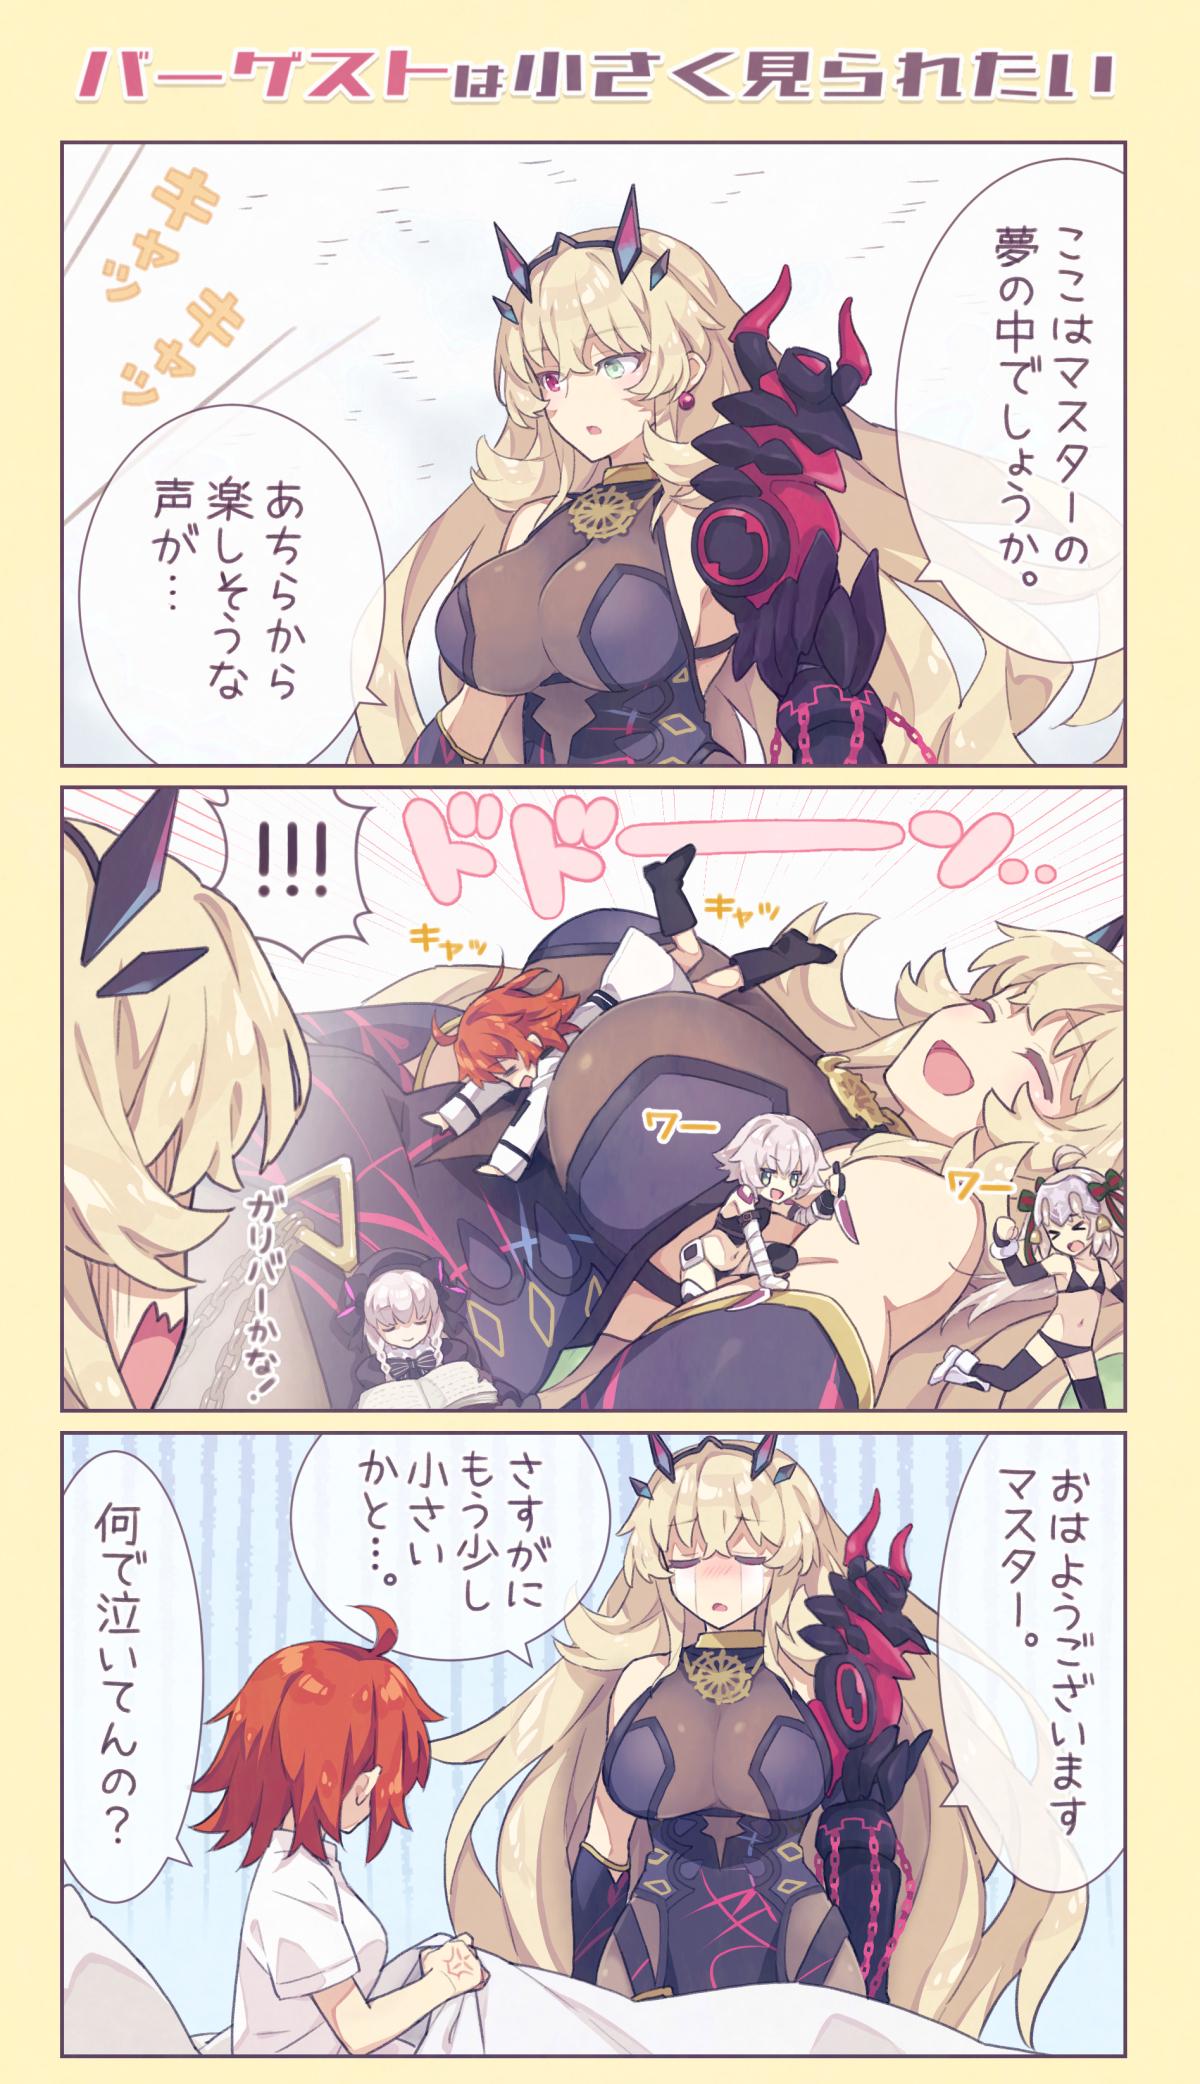 バーゲストは小さく見られたい
ここはマスターの
夢の中でしょうか。
キャッ
キャッ
あちらから
楽しそうな
声が…
!!!
ドドーン‥
キャッ
キャッ
ワー
ワー
ガリバーかな!
おはようございます
マスター。
さすがに
もう少し
小さい
かと…。
何で泣いてんの?